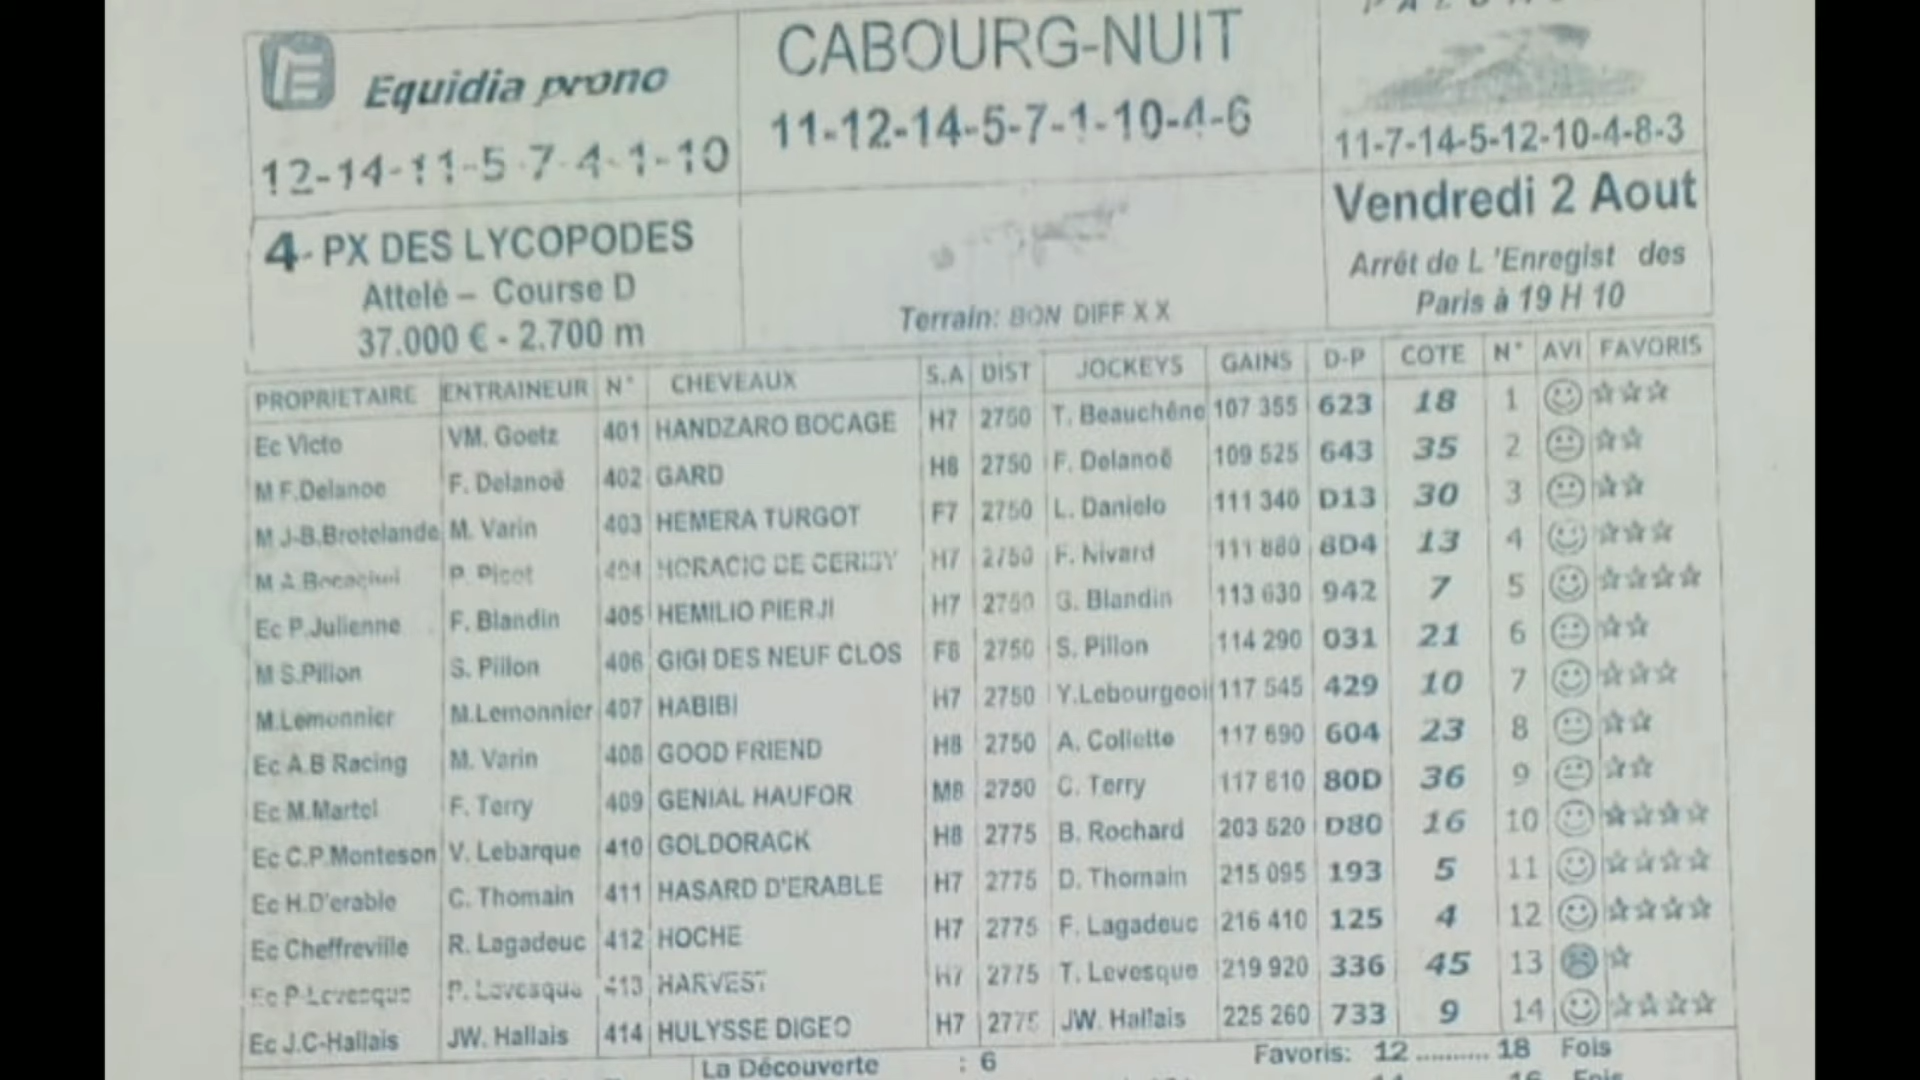 Equidia prono
12-14-11-5-7-4-1-10
CABOURG-NUIT
11-12-14-5-7-1-10-4-6
11-7-14-5-12-10-4-8-3
4- PX DES LYCOPODES
Attelé – Course D
37.000 € - 2.700 m
Terrain: BON DIFF X X
Vendredi 2 Aout
Arrêt de L 'Enregist des
Paris à 19 H 10
PROPRIETAIRE ENTRAINEUR N° CHEVEAUX S.A DIST JOCKEYS GAINS D-P COTE N° AVI FAVORIS
Ec Victo VM. Goetz 401 HANDZARO BOCAGE H7 2750 T. Beauchêne 107 355 623 18 1
M F.Delanoe F. Delanoë 402 GARD H8 2750 F. Delanoë 109 525 643 35 2
M J-B.Brotelande M. Varin 403 HEMERA TURGOT F7 2750 L. Danielo 111 340 D13 30 3
P. Picot 404 HORACIO DE CERISY H7 2750 F. Nivard 111 880 8D4 13 4
Ec P.Julienne F. Blandin 405 HEMILIO PIERJI H7 2750 G. Blandin 113 630 942 7 5
M S.Pillon S. Pillon 406 GIGI DES NEUF CLOS F8 2750 S. Pillon 114 290 031 21 6
M.Lemonnier M.Lemonnier 407 HABIBI H7 2750 Y.Lebourgeoi 117 545 429 10 7
Ec A.B Racing M. Varin 408 GOOD FRIEND H8 2750 A. Collette 117 690 604 23 8
Ec M.Martel F. Terry 409 GENIAL HAUFOR M8 2750 C. Terry 117 810 80D 36 9
Ec C.P.Monteson V. Lebarque 410 GOLDORACK H8 2775 B. Rochard 203 520 D80 16 10
Ec H.D'erable C. Thomain 411 HASARD D'ERABLE H7 2775 D. Thomain 215 095 193 5 11
Ec Cheffreville R. Lagadeuc 412 HOCHE H7 2775 F. Lagadeuc 216 410 125 4 12
Ec P-Levesque P. Levesque 413 HARVEST H7 2775 T. Levesque 219 920 336 45 13
Ec J.C-Hallais JW. Hallais 414 HULYSSE DIGEO H7 2775 JW. Hallais 225 260 733 9 14
La Découverte : 6
Favoris: 12 .......... 18 Fois